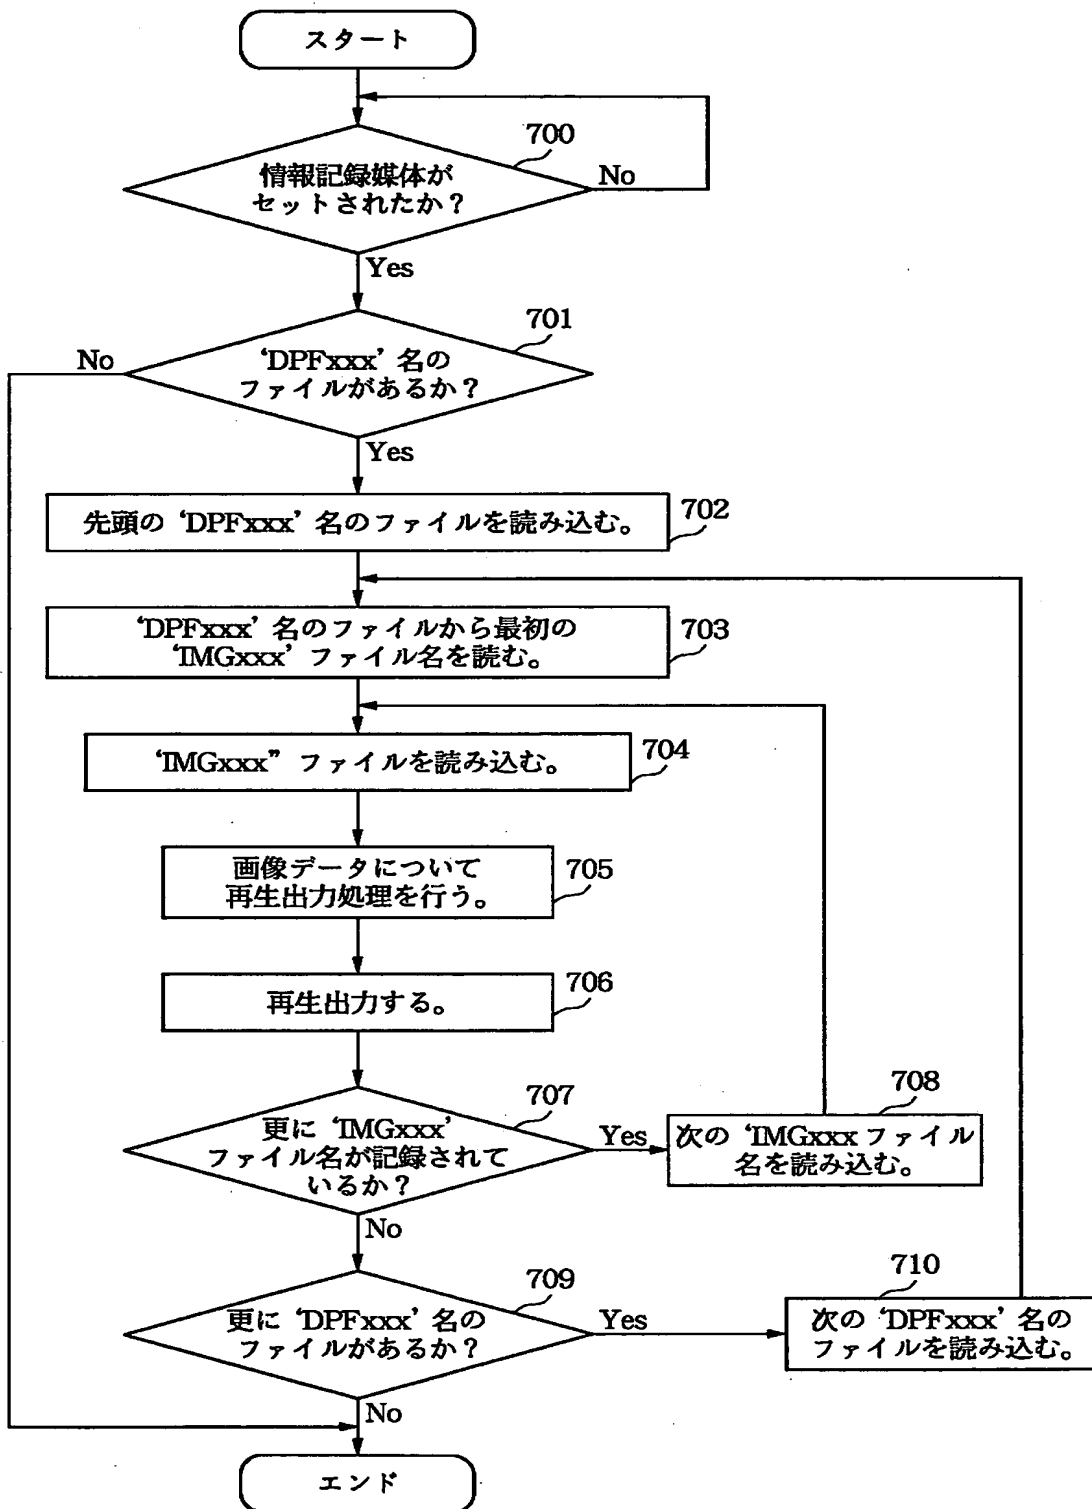 スタート
700
情報記録媒体が
セットされたか？
No
Yes
701
No
‘DPFxxx’ 名の
ファイルがあるか？
Yes
先頭の ‘DPFxxx’ 名のファイルを読み込む。
702
‘DPFxxx’ 名のファイルから最初の
‘IMGxxx’ ファイル名を読む。
703
‘IMGxxx” ファイルを読み込む。
704
画像データについて
再生出力処理を行う。
705
再生出力する。
706
707
更に ‘IMGxxx’
ファイル名が記録されて
いるか？
Yes
708
次の ‘IMGxxx ファイル
名を読み込む。
No
709
更に ‘DPFxxx’ 名の
ファイルがあるか？
Yes
710
次の ‘DPFxxx’ 名の
ファイルを読み込む。
No
エンド